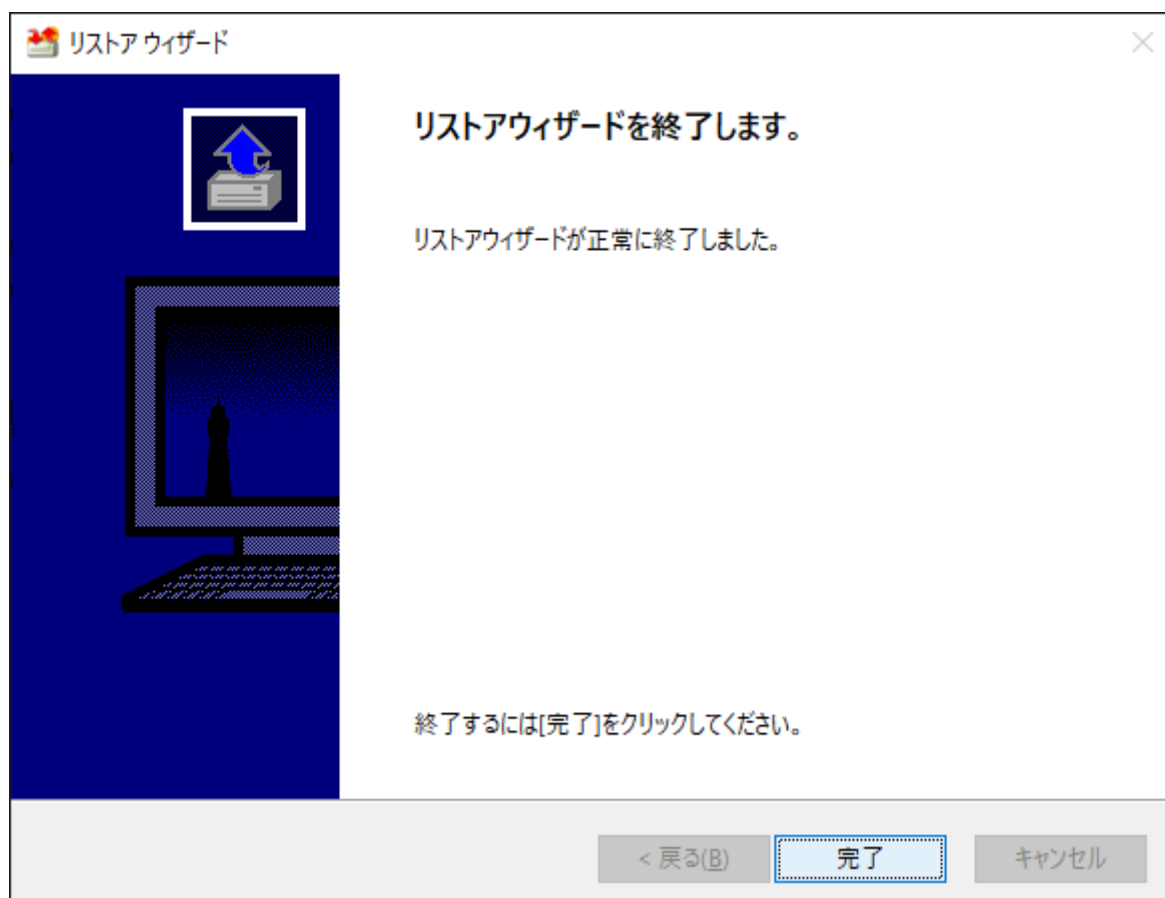 リストア ウィザード
リストアウィザードを終了します。
リストアウィザードが正常に終了しました。
終了するには[完了]をクリックしてください。
< 戻る(B)
完了
キャンセル